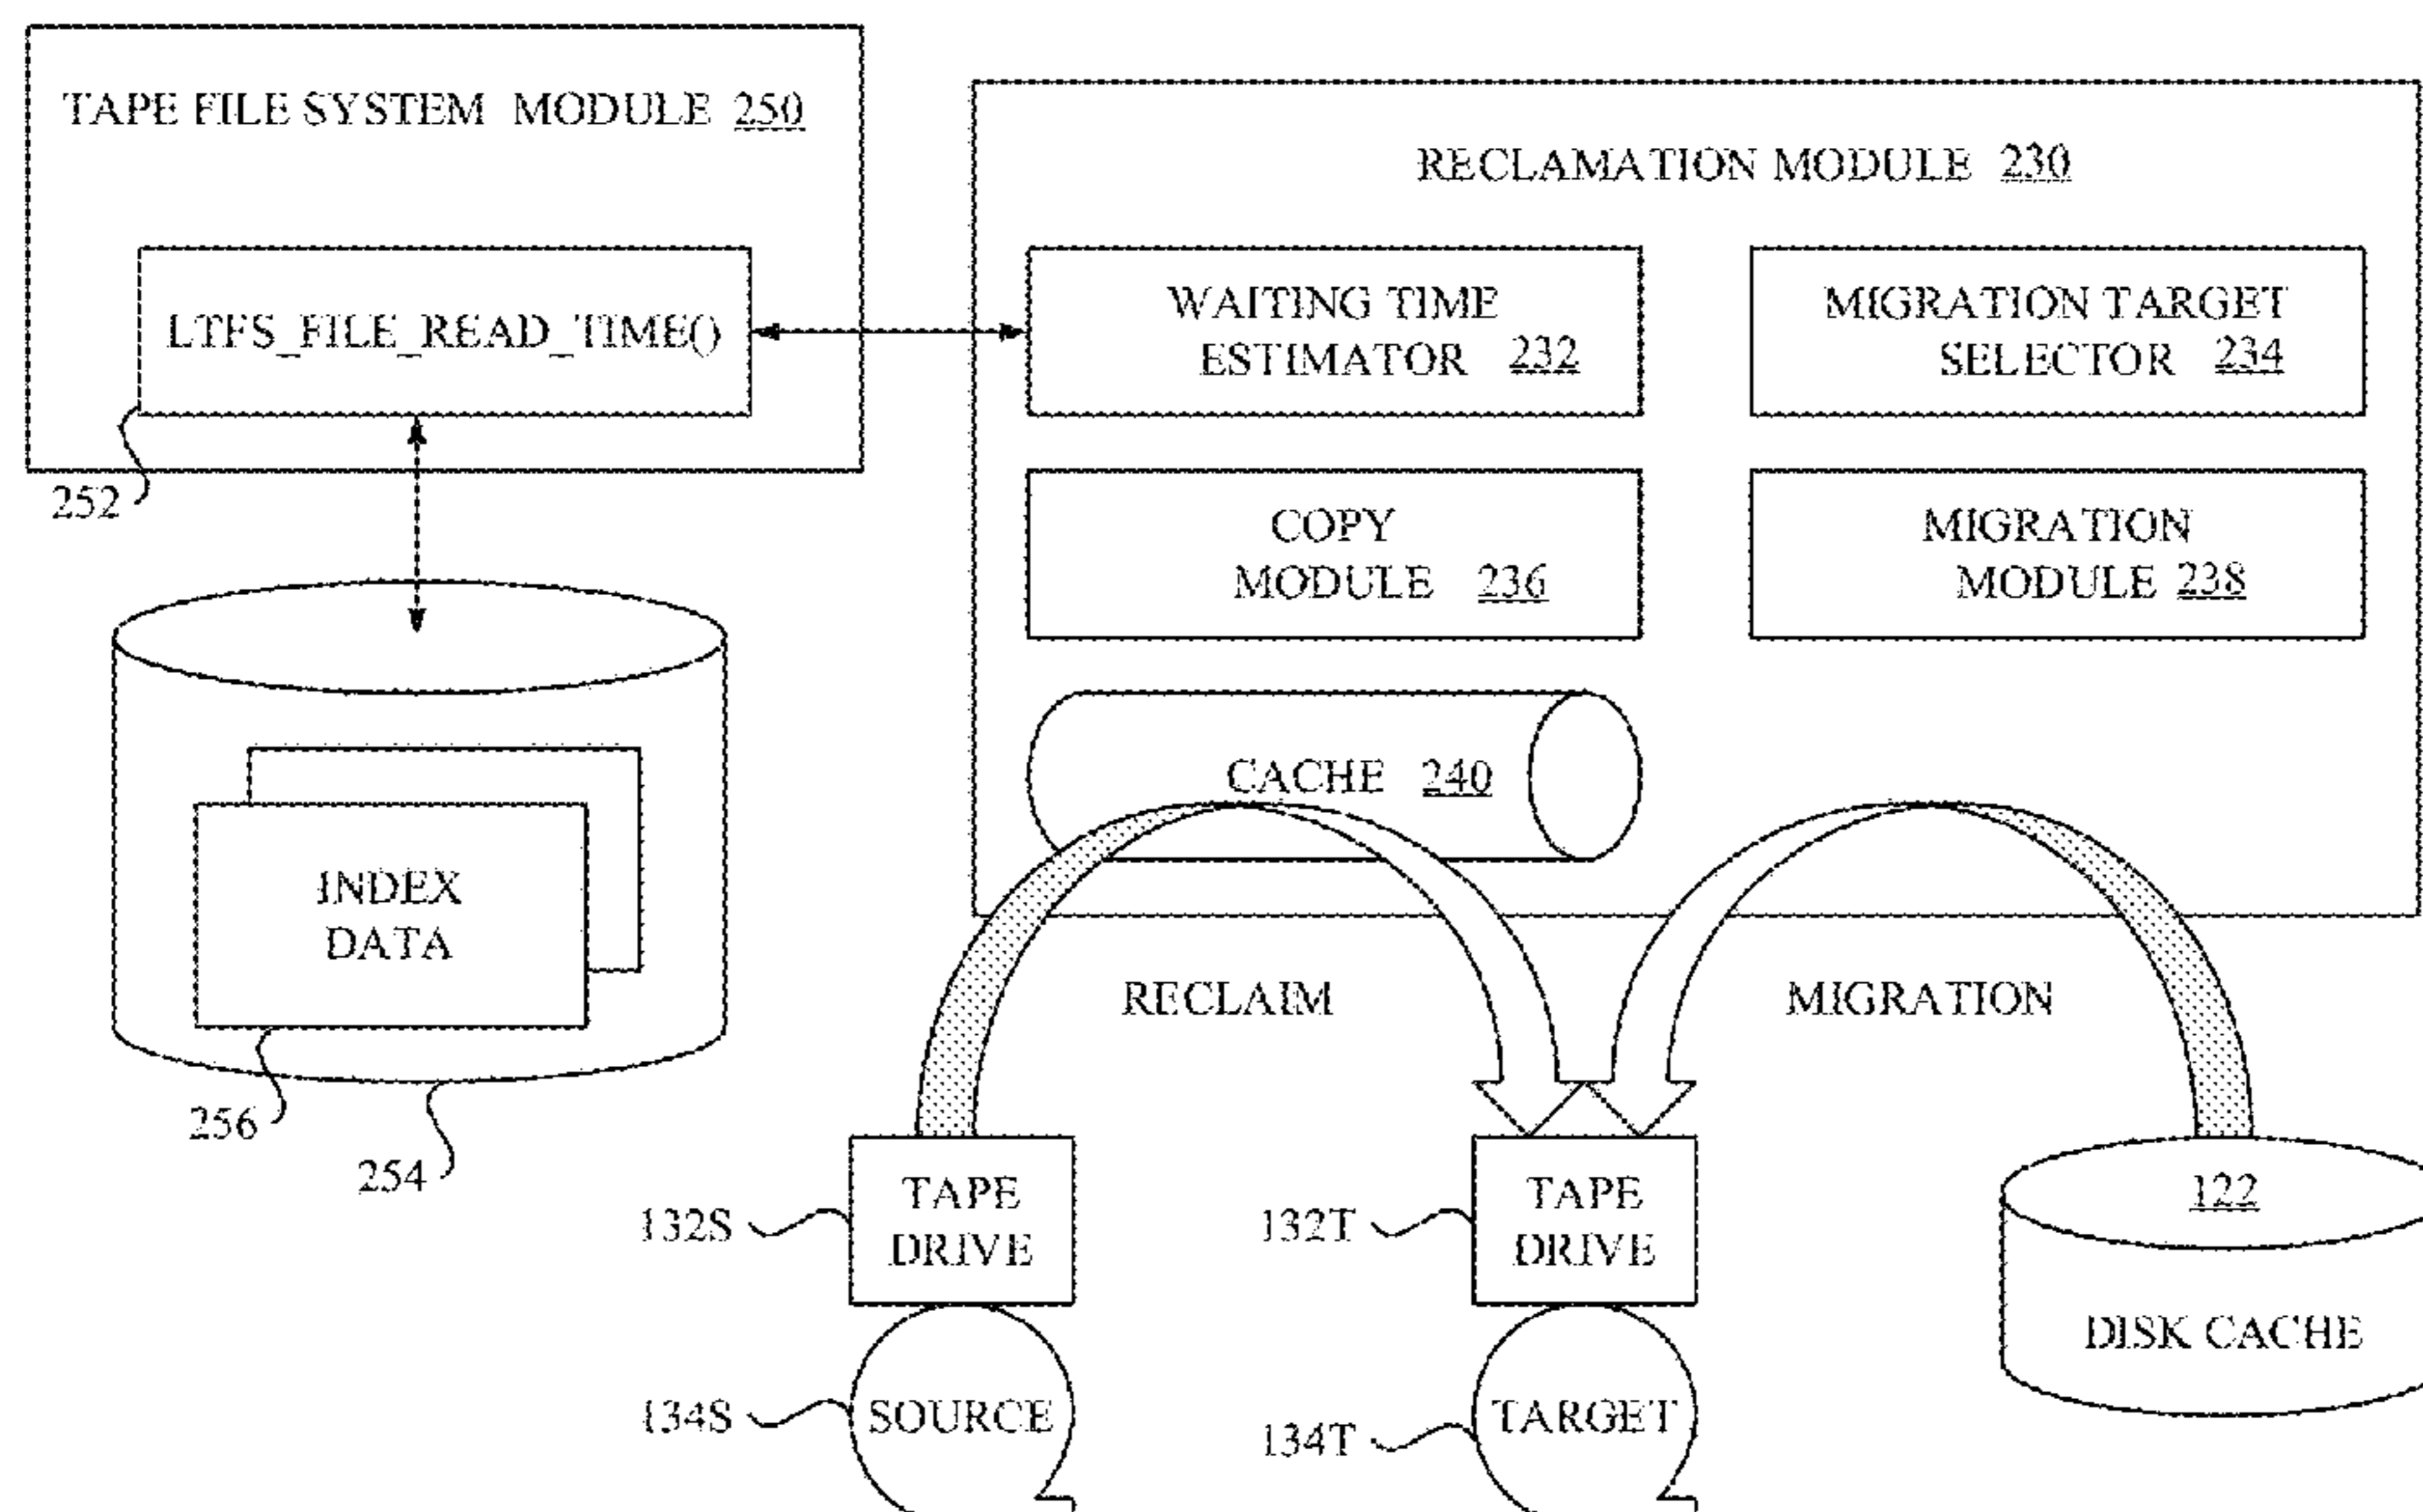 TAPE FILE SYSTEM MODULE 250
LTFS_FILE_READ_TIME()
252
INDEX
DATA
256
254
RECLAMATION MODULE 230
WAITING TIME
ESTIMATOR 232
MIGRATION TARGET
SELECTOR 234
COPY
MODULE 236
MIGRATION
MODULE 238
CACHE 240
RECLAIM
MIGRATION
132S
TAPE
DRIVE
132T
TAPE
DRIVE
122
DISK CACHE
134S
SOURCE
134T
TARGET